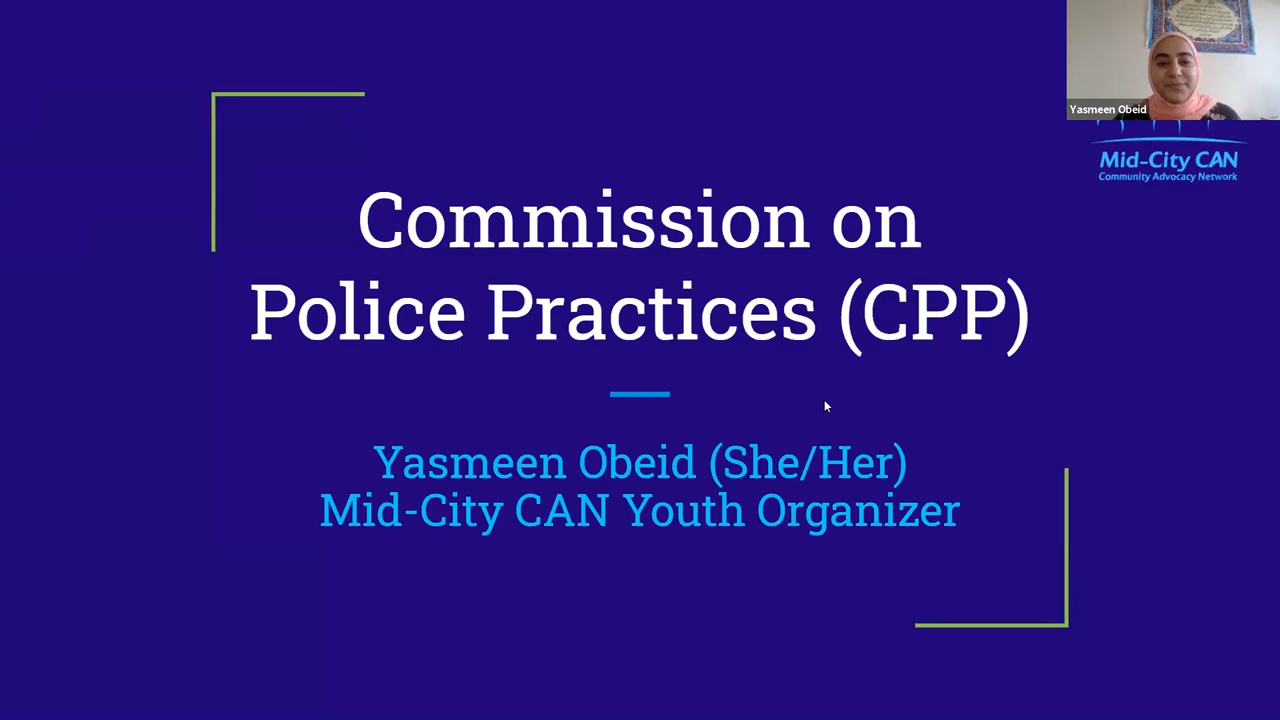 Yasmeen Obeid
Mid-City CAN
Community Advocacy Network
Commission on
Police Practices (CPP)
Yasmeen Obeid (She/Her)
Mid-City CAN Youth Organizer